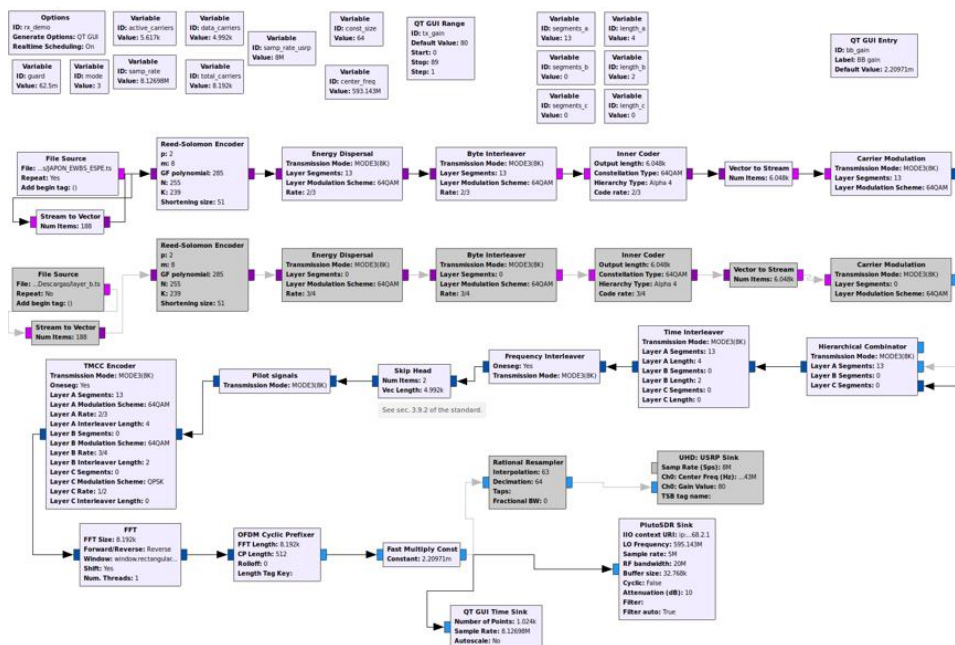 Options
ID: rx_demo
Generate Options: QT GUI
Realtime Scheduling: On
Variable
ID: active_carriers
Value: 5.617k
Variable
ID: data_carriers
Value: 4.992k
Variable
ID: samp_rate_usrp
Value: 8M
Variable
ID: const_size
Value: 64
QT GUI Range
ID: tx_gain
Default Value: 80
Start: 0
Stop: 89
Step: 1
Variable
ID: segments_a
Value: 13
Variable
ID: length_a
Value: 4
QT GUI Entry
ID: bb_gain
Label: BB gain
Default Value: 2.20971m
Variable
ID: guard
Value: 62.5m
Variable
ID: mode
Value: 3
Variable
ID: samp_rate
Value: 8.12698M
Variable
ID: total_carriers
Value: 8.192k
Variable
ID: center_freq
Value: 593.143M
Variable
ID: segments_b
Value: 0
Variable
ID: length_b
Value: 2
Variable
ID: segments_c
Value: 0
Variable
ID: length_c
Value: 0
File Source
File: ...s/JAPON_EWBS_ESPE.ts
Repeat: Yes
Add begin tag: ()
Stream to Vector
Num Items: 188
Reed-Solomon Encoder
p: 2
m: 8
GF polynomial: 285
N: 255
K: 239
Shortening size: 51
Energy Dispersal
Transmission Mode: MODE3(8K)
Layer Segments: 13
Layer Modulation Scheme: 64QAM
Rate: 2/3
Byte Interleaver
Transmission Mode: MODE3(8K)
Layer Segments: 13
Layer Modulation Scheme: 64QAM
Rate: 2/3
Inner Coder
Output length: 6.048k
Constellation Type: 64QAM
Hierarchy Type: Alpha 4
Code rate: 2/3
Vector to Stream
Num Items: 6.048k
Carrier Modulation
Transmission Mode: MODE3(8K)
Layer Segments: 13
Layer Modulation Scheme: 64QAM
File Source
File: ...Descargas/layer_b.ts
Repeat: No
Add begin tag: ()
Stream to Vector
Num Items: 188
Reed-Solomon Encoder
p: 2
m: 8
GF polynomial: 285
N: 255
K: 239
Shortening size: 51
Energy Dispersal
Transmission Mode: MODE3(8K)
Layer Segments: 0
Layer Modulation Scheme: 64QAM
Rate: 3/4
Byte Interleaver
Transmission Mode: MODE3(8K)
Layer Segments: 0
Layer Modulation Scheme: 64QAM
Rate: 3/4
Inner Coder
Output length: 6.048k
Constellation Type: 64QAM
Hierarchy Type: Alpha 4
Code rate: 3/4
Vector to Stream
Num Items: 6.048k
Carrier Modulation
Transmission Mode: MODE3(8K)
Layer Segments: 0
Layer Modulation Scheme: 64QAM
TMCC Encoder
Transmission Mode: MODE3(8K)
Oneseg: Yes
Layer A Segments: 13
Layer A Modulation Scheme: 64QAM
Layer A Rate: 2/3
Layer A Interleaver Length: 4
Layer B Segments: 0
Layer B Modulation Scheme: 64QAM
Layer B Rate: 3/4
Layer B Interleaver Length: 2
Layer C Segments: 0
Layer C Modulation Scheme: QPSK
Layer C Rate: 1/2
Layer C Interleaver Length: 0
Pilot signals
Transmission Mode: MODE3(8K)
Skip Head
Num Items: 2
Vec Length: 4.992k
See sec. 3.9.2 of the standard.
Frequency Interleaver
Oneseg: Yes
Transmission Mode: MODE3(8K)
Time Interleaver
Transmission Mode: MODE3(8K)
Layer A Segments: 13
Layer A Length: 4
Layer B Segments: 0
Layer B Length: 2
Layer C Segments: 0
Layer C Length: 0
Hierarchical Combinator
Transmission Mode: MODE3(8K)
Layer A Segments: 13
Layer B Segments: 0
Layer C Segments: 0
Rational Resampler
Interpolation: 63
Decimation: 64
Taps:
Fractional BW: 0
UHD: USRP Sink
Samp Rate (Sps): 8M
Ch0: Center Freq (Hz): ...43M
Ch0: Gain Value: 80
TSB tag name:
FFT
FFT Size: 8.192k
Forward/Reverse: Reverse
Window: window.rectangular...
Shift: Yes
Num. Threads: 1
OFDM Cyclic Prefixer
FFT Length: 8.192k
CP Length: 512
Rolloff: 0
Length Tag Key:
Fast Multiply Const
Constant: 2.20971m
PlutoSDR Sink
IIO context URI: ip:...68.2.1
LO Frequency: 595.143M
Sample rate: 5M
RF bandwidth: 20M
Buffer size: 32.768k
Cyclic: False
Attenuation (dB): 10
Filter:
Filter auto: True
QT GUI Time Sink
Number of Points: 1.024k
Sample Rate: 8.12698M
Autoscale: No